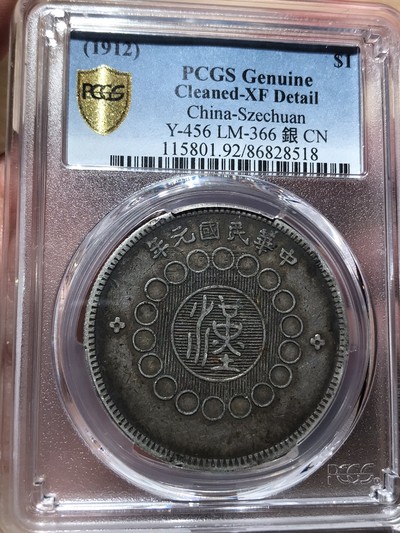 (1912) $1
PCGS
PCGS Genuine
Cleaned-XF Detail
China-Szechuan
Y-456 LM-366 銀 CN
115801.92/86828518
年元國民華中
漢
PCGS